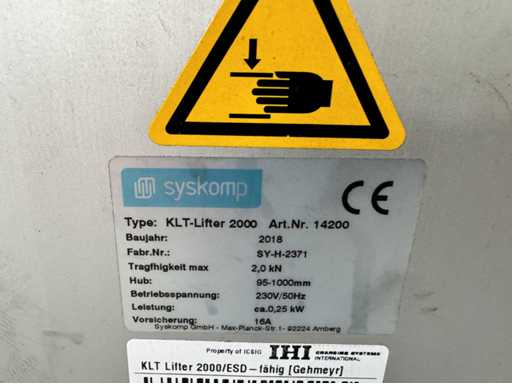 syskomp
CE
Type: KLT-Lifter 2000 Art.Nr. 14200
Baujahr: 2018
Fabr.Nr.: SY-H-2371
Tragfhigkeit max 2,0 kN
Hub: 95-1000mm
Betriebsspannung: 230V/50Hz
Leistung: ca.0,25 kW
Vorsicherung: 16A
Syskomp GmbH - Max-Planck-Str.1- 92224 Amberg
Property of ICSIG IHI CHARGING SYSTEMS
INTERNATIONAL
KLT Lifter 2000/ESD-fähig [Gehmeyr]